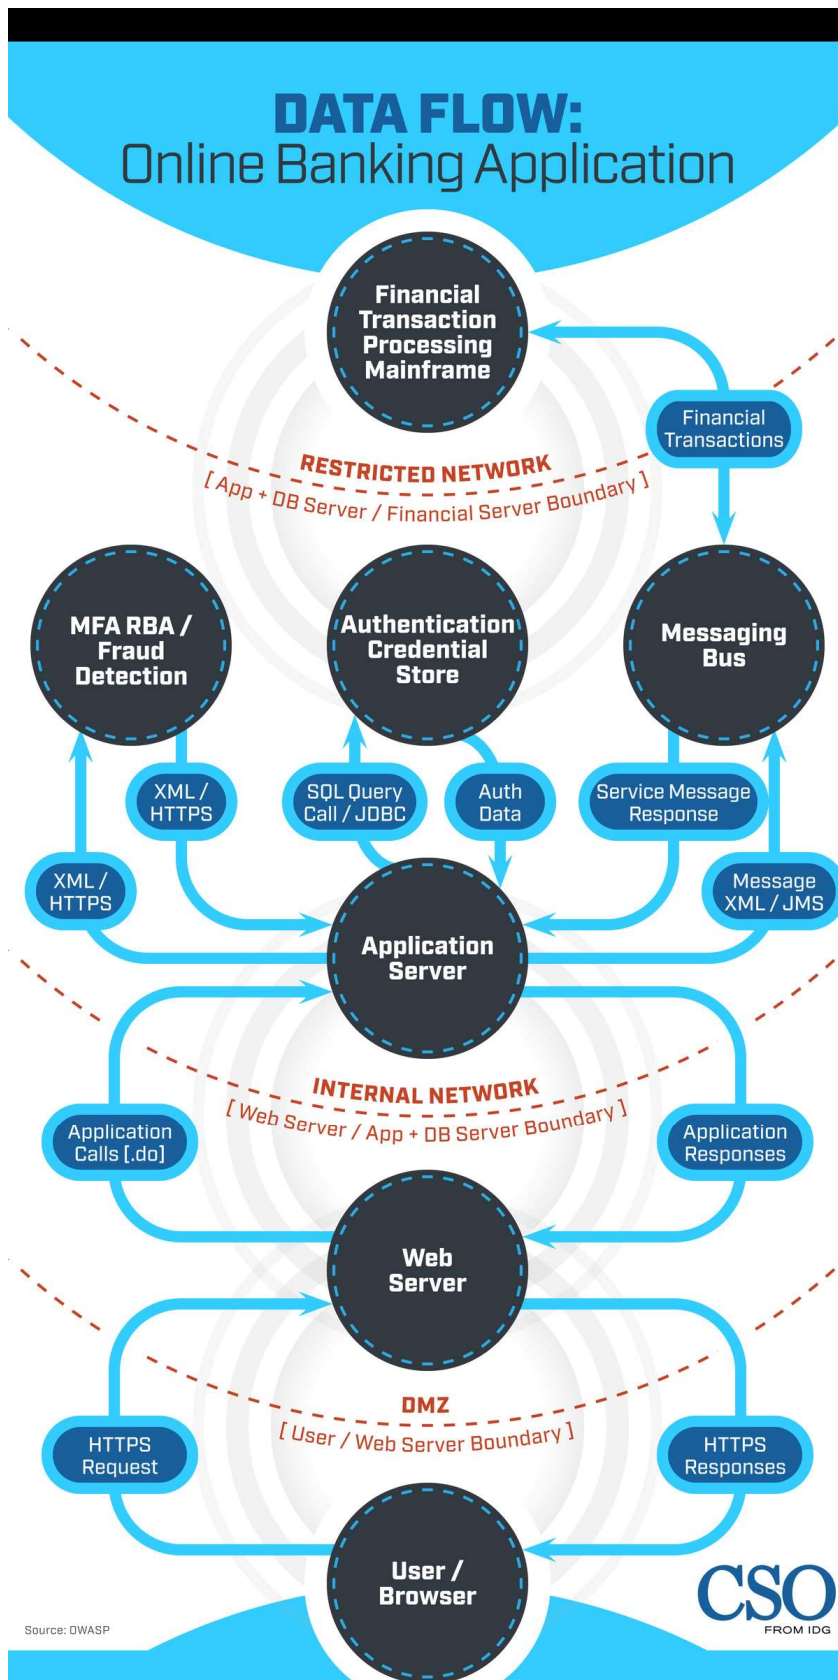 DATA FLOW:
Online Banking Application
Financial
Transaction
Processing
Mainframe
Financial
Transactions
RESTRICTED NETWORK
[ App + DB Server / Financial Server Boundary ]
MFA RBA /
Fraud
Detection
Authentication
Credential
Store
Messaging
Bus
XML /
HTTPS
SQL Query
Call / JDBC
Auth
Data
Service Message
Response
XML /
HTTPS
Message
XML / JMS
Application
Server
INTERNAL NETWORK
[ Web Server / App + DB Server Boundary ]
Application
Calls [.do]
Application
Responses
Web
Server
DMZ
[ User / Web Server Boundary ]
HTTPS
Request
HTTPS
Responses
User /
Browser
Source: OWASP
CSO
FROM IDG